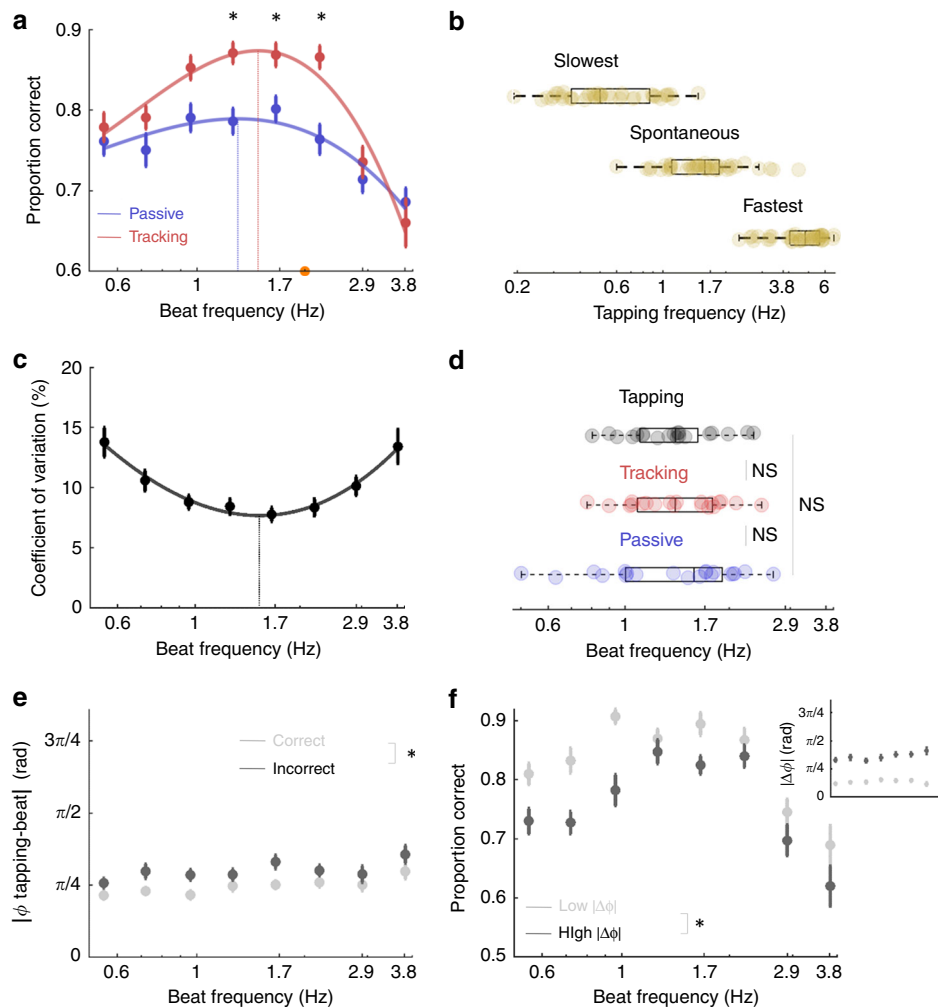 a
* * *
0.9
0.8
0.7
0.6
Proportion correct
Passive
Tracking
0.6 1 1.7 2.9 3.8
Beat frequency (Hz)
b
Slowest
Spontaneous
Fastest
0.2 0.6 1 1.7 3.8 6
Tapping frequency (Hz)
c
20
15
10
5
0
Coefficient of variation (%)
0.6 1 1.7 2.9 3.8
Beat frequency (Hz)
d
Tapping
NS
Tracking
NS
NS
Passive
0.6 1 1.7 2.9 3.8
Beat frequency (Hz)
e
3π/4
π/2
π/4
0
|ϕ tapping-beat| (rad)
Correct
Incorrect
*
0.6 1 1.7 2.9 3.8
Beat frequency (Hz)
f
0.9
0.8
0.7
0.6
0.5
Proportion correct
Low |Δϕ|
HIgh |Δϕ|
*
0.6 1 1.7 2.9 3.8
Beat frequency (Hz)
3π/4
π/2
π/4
0
|Δϕ| (rad)